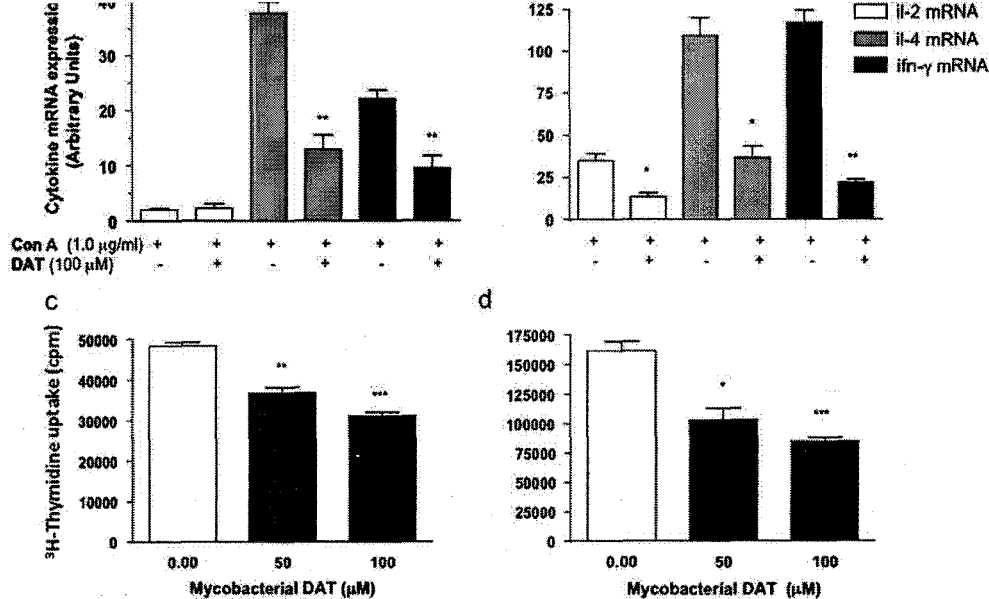 Cytokine mRNA expressio
(Arbitrary Units)
40
30
20
10
0
125
100
75
50
25
0
il-2 mRNA
il-4 mRNA
ifn-γ mRNA
**
**
*
*
**
Con A (1.0 μg/ml) + + + + + +
DAT (100 μM) - + - + - +
+ + + + + +
- + - + - +
c
³H-Thymidine uptake (cpm)
50000
40000
30000
20000
10000
0
**
***
0.00 50 100
Mycobacterial DAT (μM)
d
175000
150000
125000
100000
75000
50000
25000
0
*
***
0.00 50 100
Mycobacterial DAT (μM)